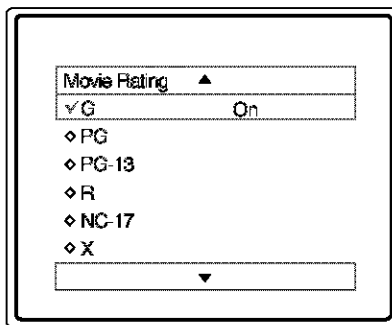 Movie Rating ▲
✓G On
◇ PG
◇ PG-13
◇ R
◇ NC-17
◇ X
▼